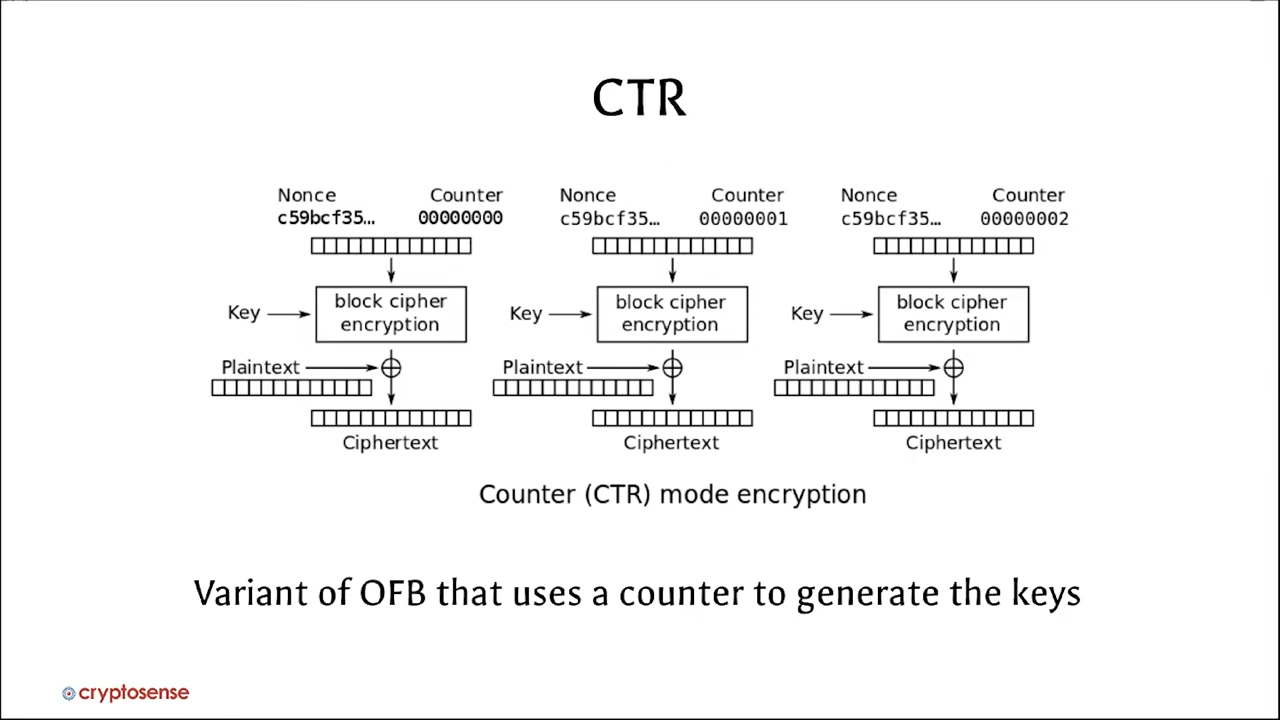 CTR
Nonce Counter Nonce Counter Nonce Counter
c59bcf35… 00000000 c59bcf35… 00000001 c59bcf35… 00000002
Key block cipher encryption Key block cipher encryption Key block cipher encryption
Plaintext Plaintext Plaintext
Ciphertext Ciphertext Ciphertext
Counter (CTR) mode encryption
Variant of OFB that uses a counter to generate the keys
cryptosense